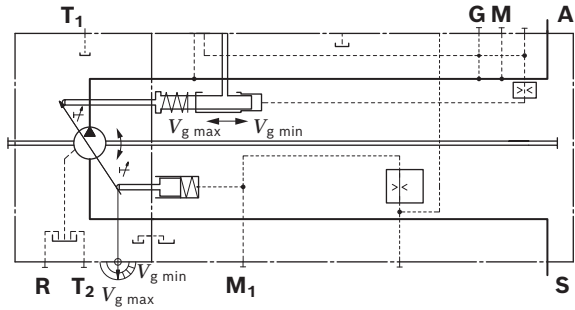 T1 G M A
Vg max Vg min
Vg min
R T2 Vg max M1 S